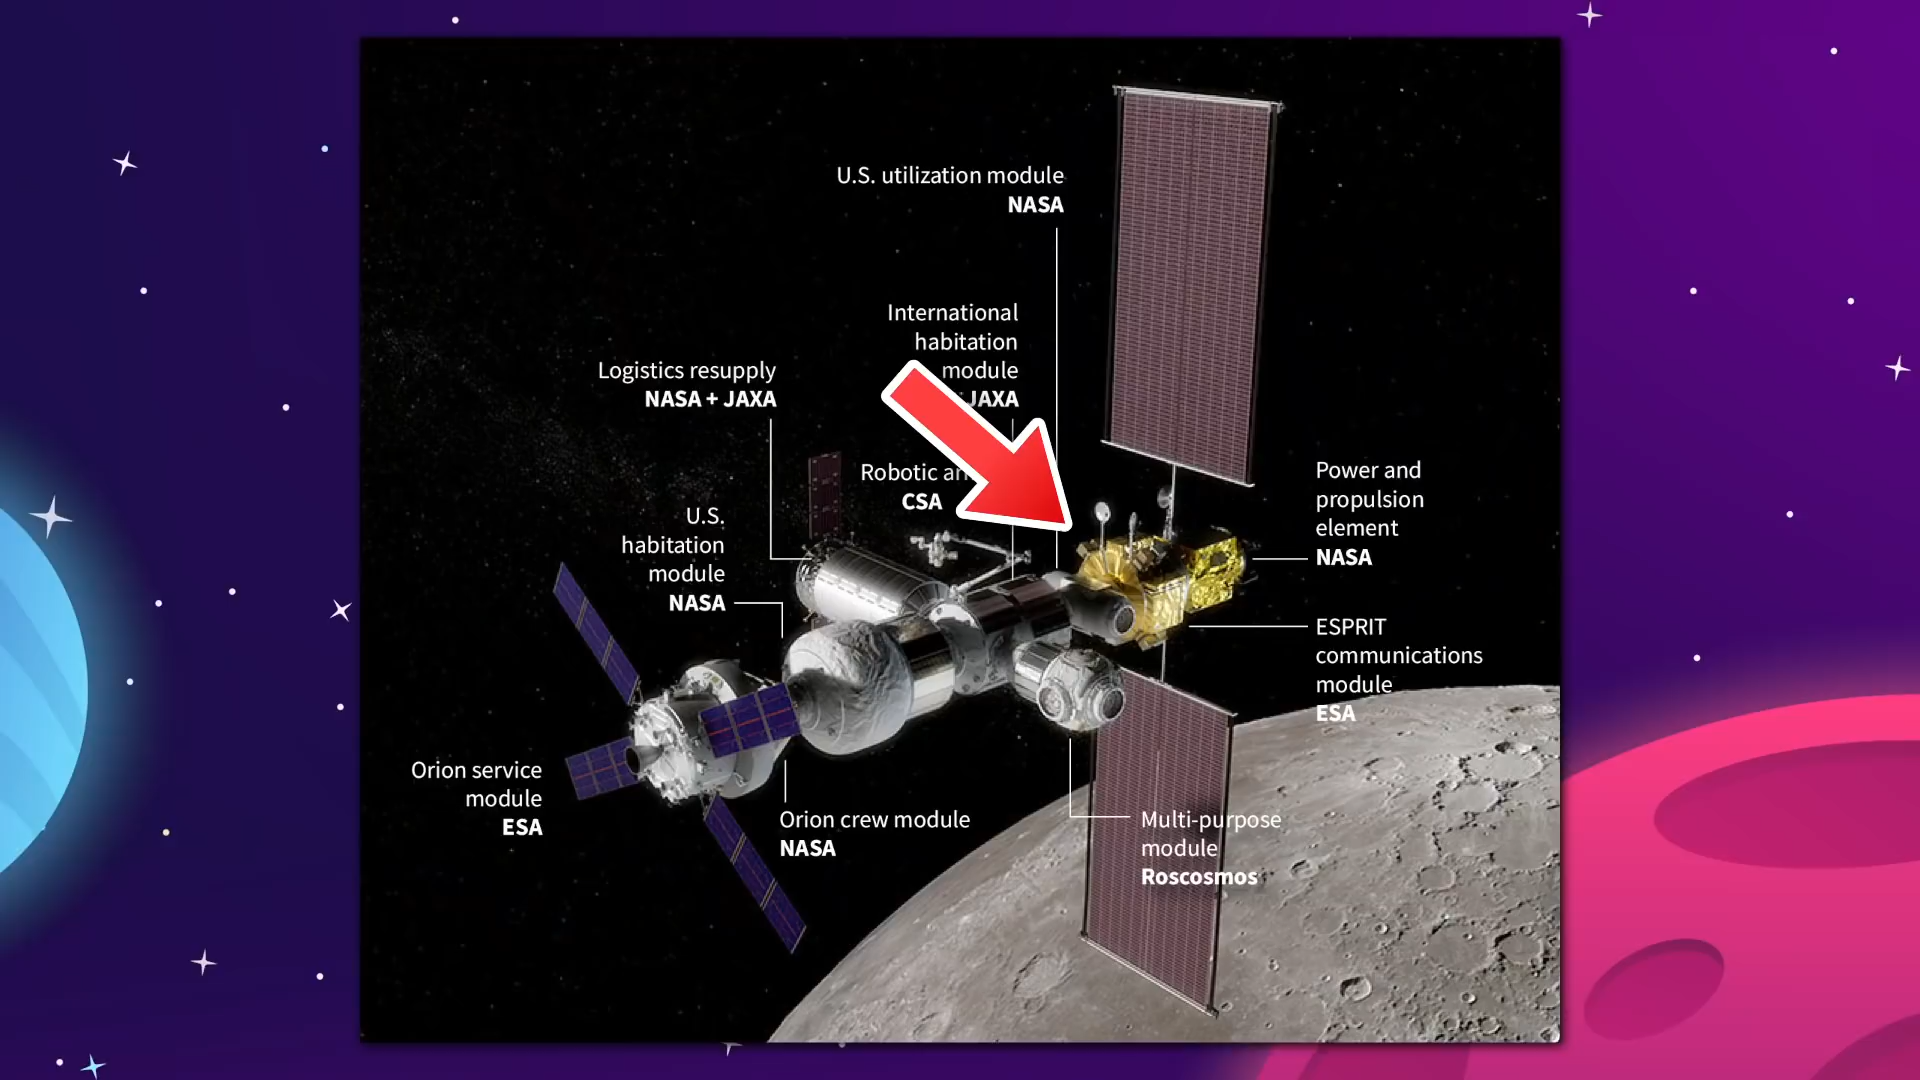 U.S. utilization module
NASA
International
habitation
module
JAXA
Logistics resupply
NASA + JAXA
Robotic
CSA
U.S.
habitation
module
NASA
Power and
propulsion
element
NASA
ESPRIT
communications
module
ESA
Orion service
module
ESA
Orion crew module
NASA
Multi-purpose
module
Roscosmos